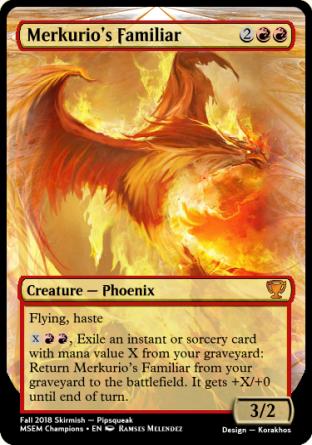 Merkurio's Familiar 2
Creature — Phoenix
Flying, haste
X , Exile an instant or sorcery card
with mana value X from your graveyard:
Return Merkurio's Familiar from
your graveyard to the battlefield. It gets +X/+0
until end of turn.
3/2
Fall 2018 Skirmish — Pipsqueak
MSEM Champions • EN Ramses Melendez
Design — Korakhos